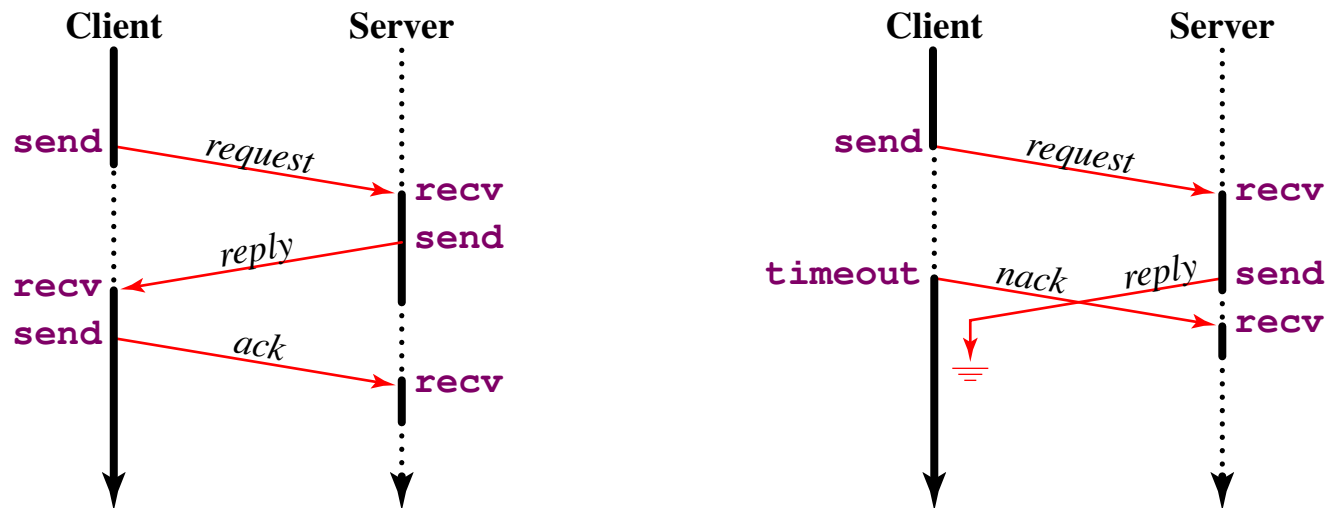 Client Server
send
request
recv
send
reply
recv
send
ack
recv
Client Server
send
request
recv
timeout
nack
reply
send
recv